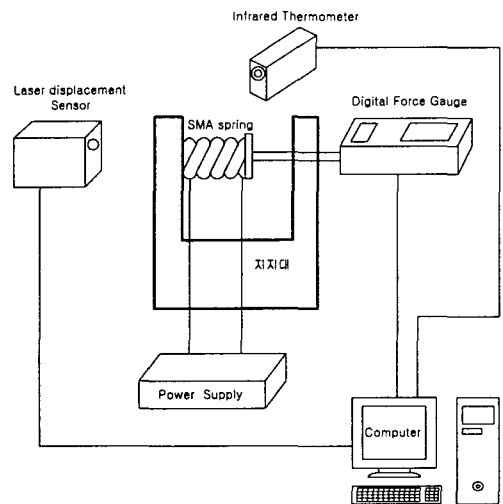 Infrared Thermometer
Laser displacement
Sensor
Digital Force Gauge
SMA spring
지지대
Power Supply
Computer